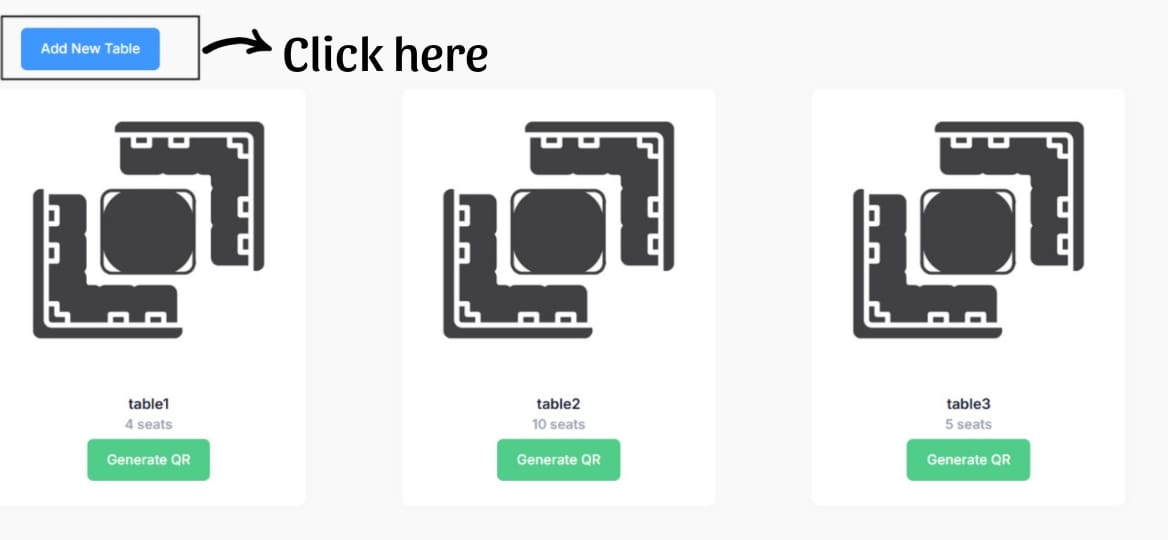 Add New Table
Click here
table1
4 seats
Generate QR
table2
10 seats
Generate QR
table3
5 seats
Generate QR